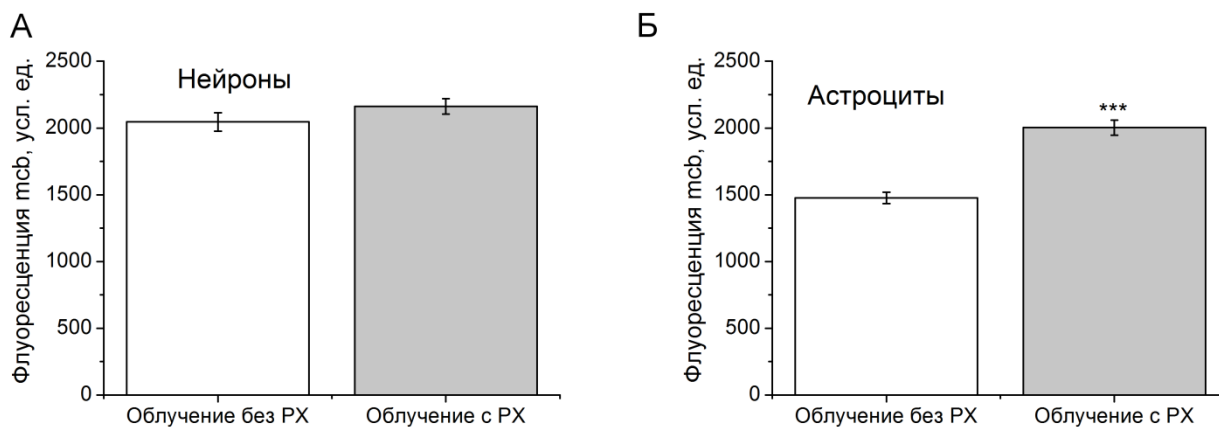 А
Флуоресценция mcb, усл. ед.
2500
2000
1500
1000
500
0
Нейроны
Облучение без РХ
Облучение с РХ
Б
Флуоресценция mcb, усл. ед.
2500
2000
1500
1000
500
0
Астроциты
***
Облучение без РХ
Облучение с РХ